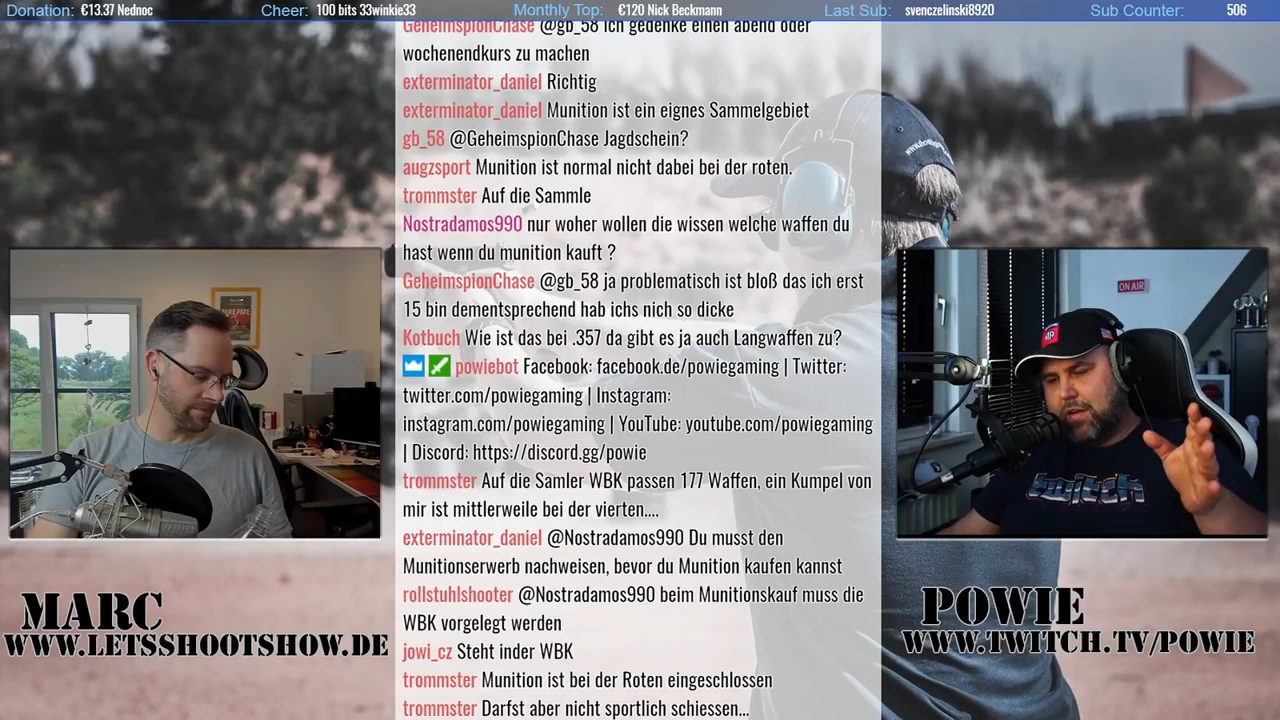 Donation: €13.37 Nednoc Cheer: 100 bits 33winkie33 Monthly Top: €120 Nick Beckmann Last Sub: svenczelinski8920 Sub Counter: 506
GeheimspionChase @gb_58 ich gedenke einen abend oder
wochenendkurs zu machen
exterminator_daniel Richtig
exterminator_daniel Munition ist ein eignes Sammelgebiet
gb_58 @GeheimspionChase Jagdschein?
augzsport Munition ist normal nicht dabei bei der roten.
trommster Auf die Sammle
Nostradamos990 nur woher wollen die wissen welche waffen du
hast wenn du munition kauft ?
GeheimspionChase @gb_58 ja problematisch ist bloß das ich erst
15 bin dementsprechend hab ichs nich so dicke
Kotbuch Wie ist das bei .357 da gibt es ja auch Langwaffen zu?
powiebot Facebook: facebook.de/powiegaming | Twitter:
twitter.com/powiegaming | Instagram:
instagram.com/powiegaming | YouTube: youtube.com/powiegaming
| Discord: https://discord.gg/powie
trommster Auf die Samler WBK passen 177 Waffen, ein Kumpel von
mir ist mittlerweile bei der vierten....
exterminator_daniel @Nostradamos990 Du musst den
Munitionserwerb nachweisen, bevor du Munition kaufen kannst
rollstuhlshooter @Nostradamos990 beim Munitionskauf muss die
WBK vorgelegt werden
jowi_cz Steht inder WBK
trommster Munition ist bei der Roten eingeschlossen
trommster Darfst aber nicht sportlich schiessen...
ON AIR
twitch
MARC
WWW.LETSSHOOTSHOW.DE
POWIE
WWW.TWITCH.TV/POWIE